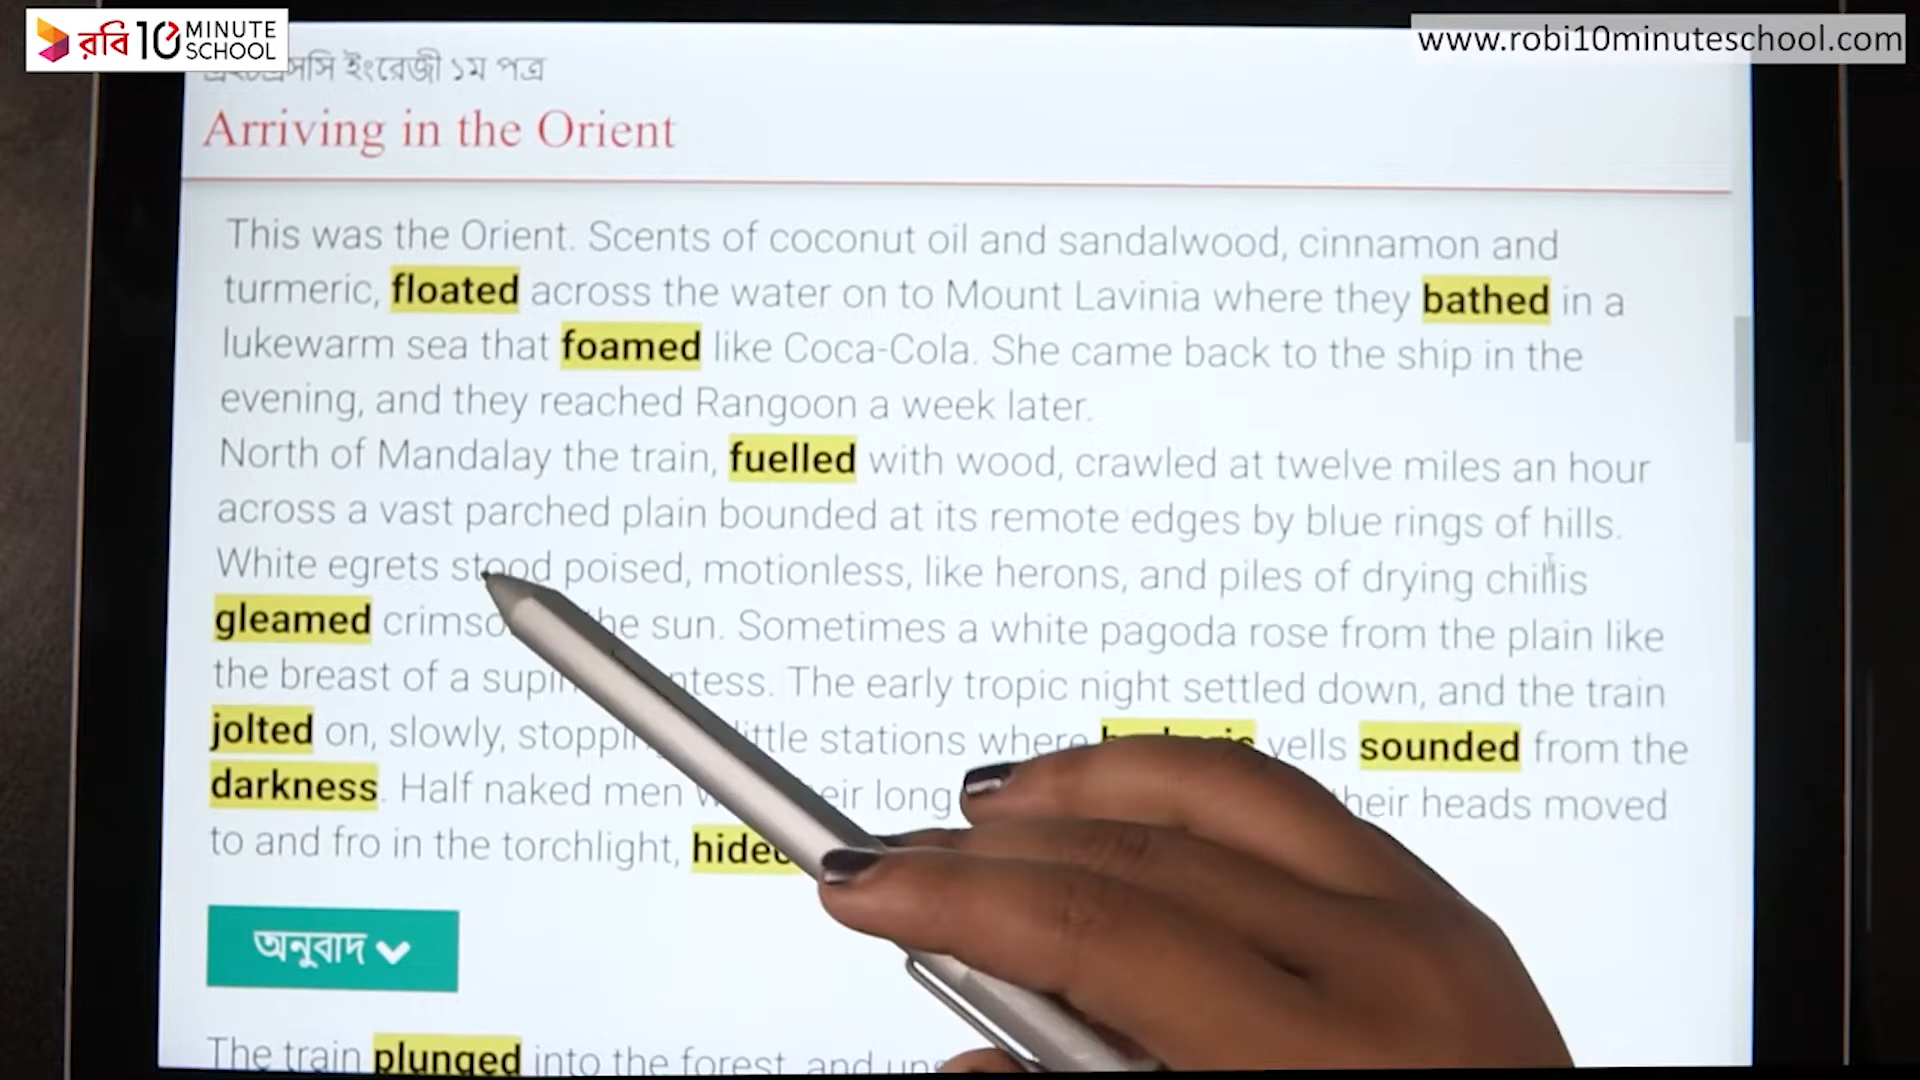 রবি 10 MINUTE SCHOOL
www.robi10minuteschool.com
ইংরেজী ১ম পত্র
Arriving in the Orient
This was the Orient. Scents of coconut oil and sandalwood, cinnamon and
turmeric, floated across the water on to Mount Lavinia where they bathed in a
lukewarm sea that foamed like Coca-Cola. She came back to the ship in the
evening, and they reached Rangoon a week later.
North of Mandalay the train, fuelled with wood, crawled at twelve miles an hour
across a vast parched plain bounded at its remote edges by blue rings of hills.
White egrets stood poised, motionless, like herons, and piles of drying chillis
gleamed the sun. Sometimes a white pagoda rose from the plain like
the breast of a The early tropic night settled down, and the train
jolted on, slowly, little stations where yells sounded from the
darkness. Half naked men long their heads moved
to and fro in the torchlight,
অনুবাদ
The train plunged into the forest, and